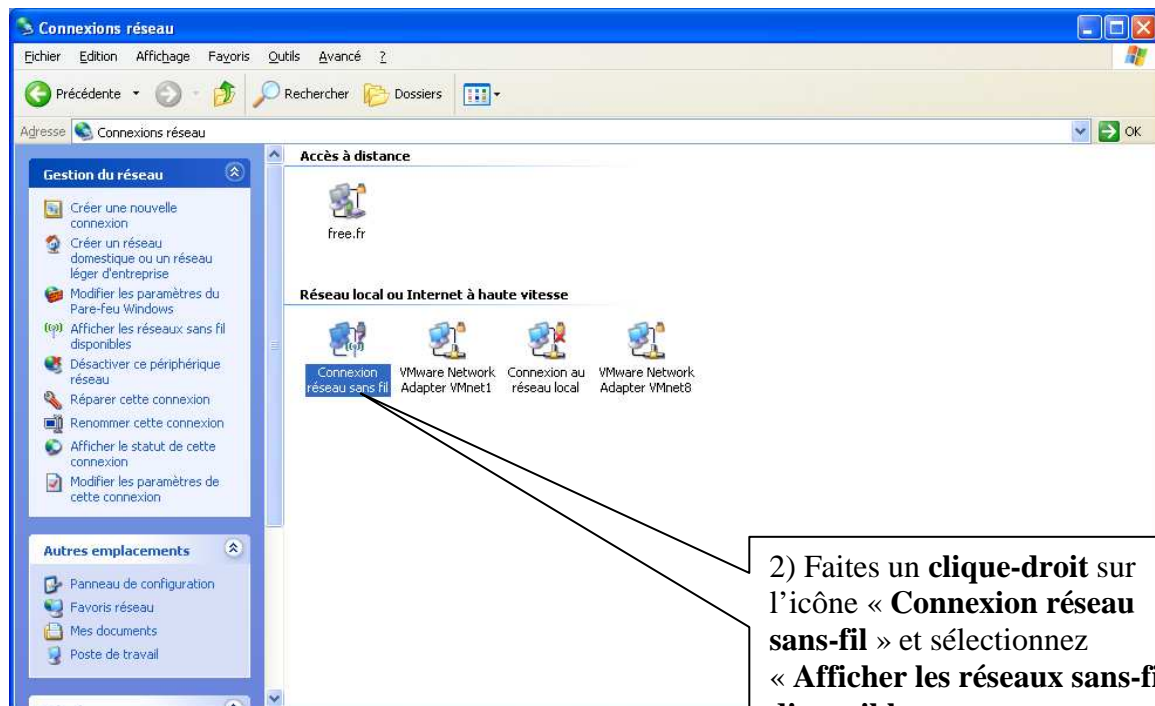 Connexions réseau
Fichier Edition Affichage Favoris Outils Avancé ?
Précédente Rechercher Dossiers
Adresse Connexions réseau OK
Gestion du réseau
Créer une nouvelle
connexion
Créer un réseau
domestique ou un réseau
léger d'entreprise
Modifier les paramètres du
Pare-feu Windows
Afficher les réseaux sans fil
disponibles
Désactiver ce périphérique
réseau
Réparer cette connexion
Renommer cette connexion
Afficher le statut de cette
connexion
Modifier les paramètres de
cette connexion
Autres emplacements
Panneau de configuration
Favoris réseau
Mes documents
Poste de travail
Accès à distance
free.fr
Réseau local ou Internet à haute vitesse
Connexion
réseau sans fil
VMware Network
Adapter VMnet1
Connexion au
réseau local
VMware Network
Adapter VMnet8
2) Faites un clique-droit sur
l'icône « Connexion réseau
sans-fil » et sélectionnez
« Afficher les réseaux